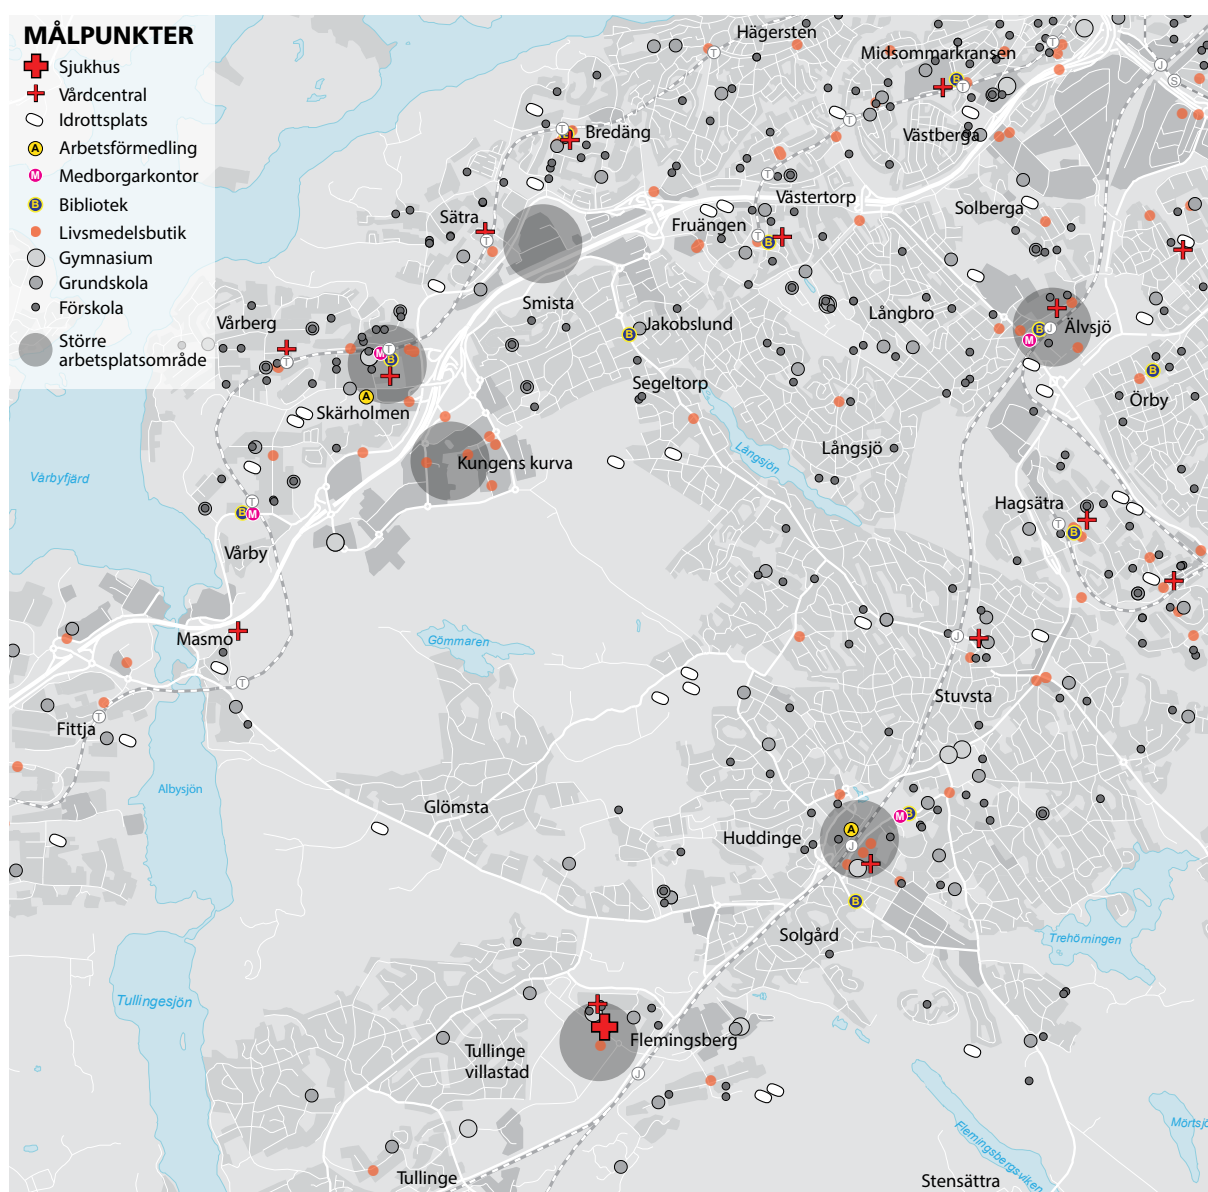 MÅLPUNKTER
Sjukhus
Vårdcentral
Idrottsplats
A Arbetsförmedling
M Medborgarkontor
B Bibliotek
Livsmedelsbutik
Gymnasium
Grundskola
Förskola
Större
arbetsplatsområde
Hägersten
Midsommarkransen
Bredäng
Västberga
Sätra
Västertorp
Solberga
Fruängen
Smista
Långbro
Älvsjö
Vårberg
Jakobslund
Segeltorp
Skärholmen
Örby
Långsjö
Kungens kurva
Långsjön
Vårbyfjärd
Hagsätra
Vårby
Masmo
Gömmaren
Stuvsta
Fittja
Albysjön
Glömsta
Huddinge
Solgård
Trehörningen
Tullingesjön
Tullinge
villastad
Flemingsberg
Flemingsbergsviken
Mörtsjö
Tullinge
Stensättra